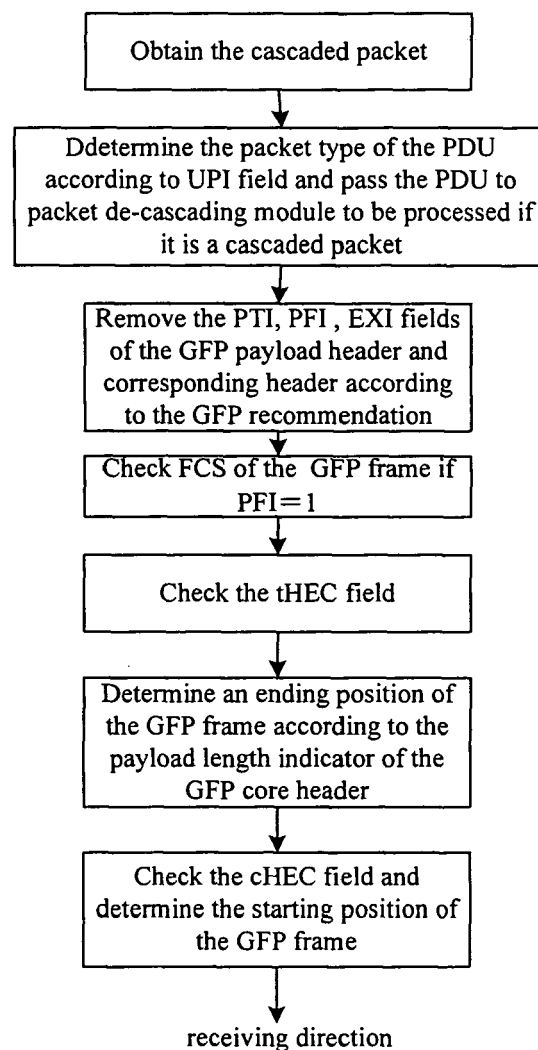 Obtain the cascaded packet
Ddetermine the packet type of the PDU
according to UPI field and pass the PDU to
packet de-cascading module to be processed if
it is a cascaded packet
Remove the PTI, PFI , EXI fields
of the GFP payload header and
corresponding header according
to the GFP recommendation
Check FCS of the GFP frame if
PFI=1
Check the tHEC field
Determine an ending position of
the GFP frame according to the
payload length indicator of the
GFP core header
Check the cHEC field and
determine the starting position of
the GFP frame
receiving direction